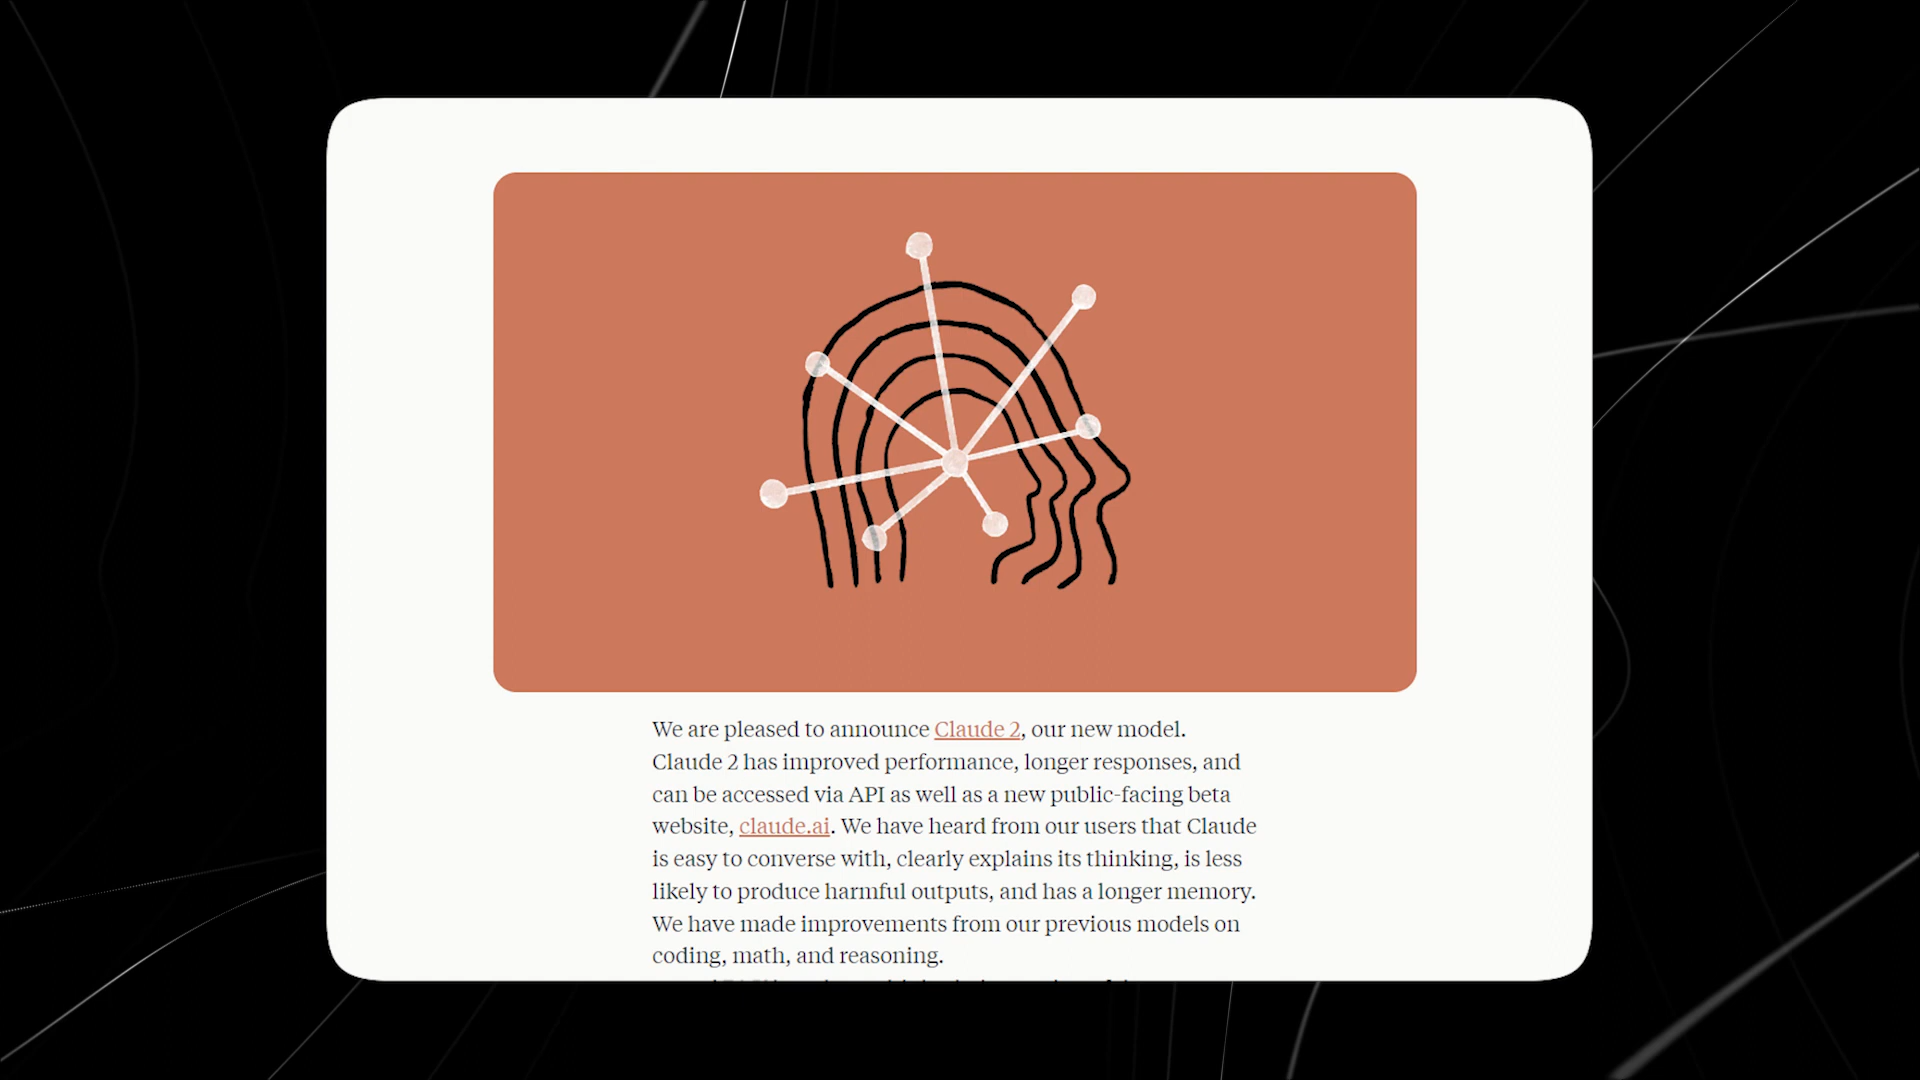 We are pleased to announce Claude 2, our new model.
Claude 2 has improved performance, longer responses, and
can be accessed via API as well as a new public-facing beta
website, claude.ai. We have heard from our users that Claude
is easy to converse with, clearly explains its thinking, is less
likely to produce harmful outputs, and has a longer memory.
We have made improvements from our previous models on
coding, math, and reasoning.